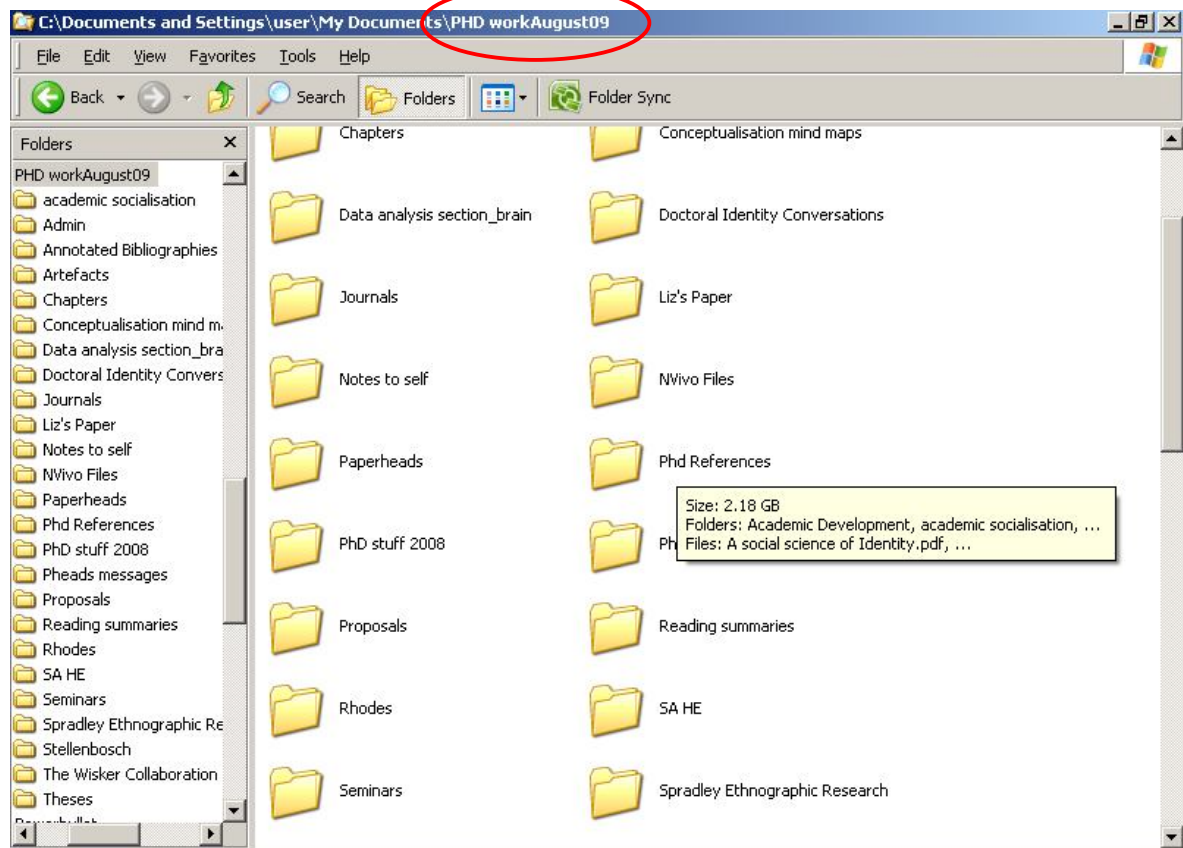 C:\Documents and Settings\user\My Documents\PHD workAugust09
File Edit View Favorites Tools Help
Back Search Folders Folder Sync
Folders
PHD workAugust09
academic socialisation
Admin
Annotated Bibliographies
Artefacts
Chapters
Conceptualisation mind m
Data analysis section_bra
Doctoral Identity Convers
Journals
Liz's Paper
Notes to self
NVivo Files
Paperheads
Phd References
PhD stuff 2008
Pheads messages
Proposals
Reading summaries
Rhodes
SA HE
Seminars
Spradley Ethnographic Re
Stellenbosch
The Wisker Collaboration
Theses
Chapters Conceptualisation mind maps
Data analysis section_brain Doctoral Identity Conversations
Journals Liz's Paper
Notes to self NVivo Files
Paperheads Phd References
Size: 2.18 GB
Folders: Academic Development, academic socialisation, ...
Files: A social science of Identity.pdf, ...
PhD stuff 2008 Ph
Proposals Reading summaries
Rhodes SA HE
Seminars Spradley Ethnographic Research